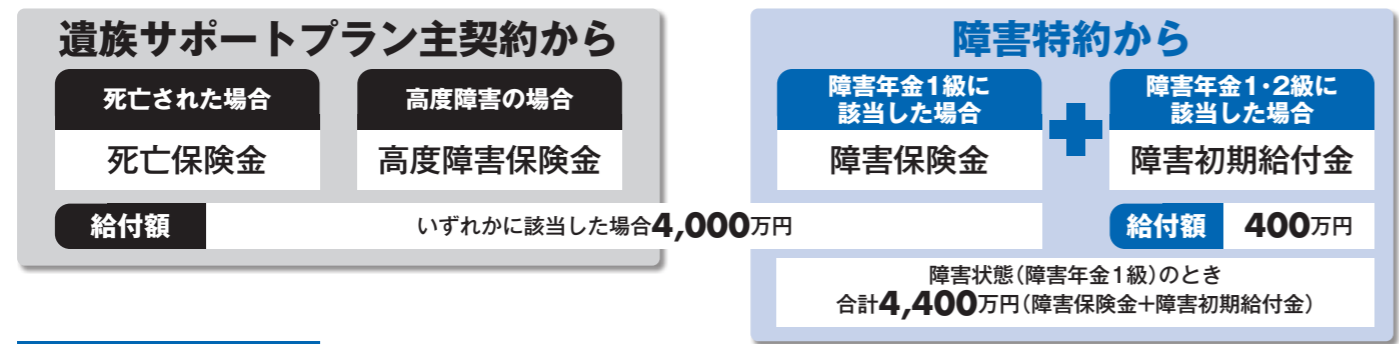 遺族サポートプラン主契約から
死亡された場合
死亡保険金
高度障害の場合
高度障害保険金
障害特約から
障害年金1級に
該当した場合
障害保険金
+
障害年金1・2級に
該当した場合
障害初期給付金
給付額
いずれかに該当した場合4,000万円
給付額
400万円
障害状態(障害年金1級)のとき
合計4,400万円(障害保険金+障害初期給付金)